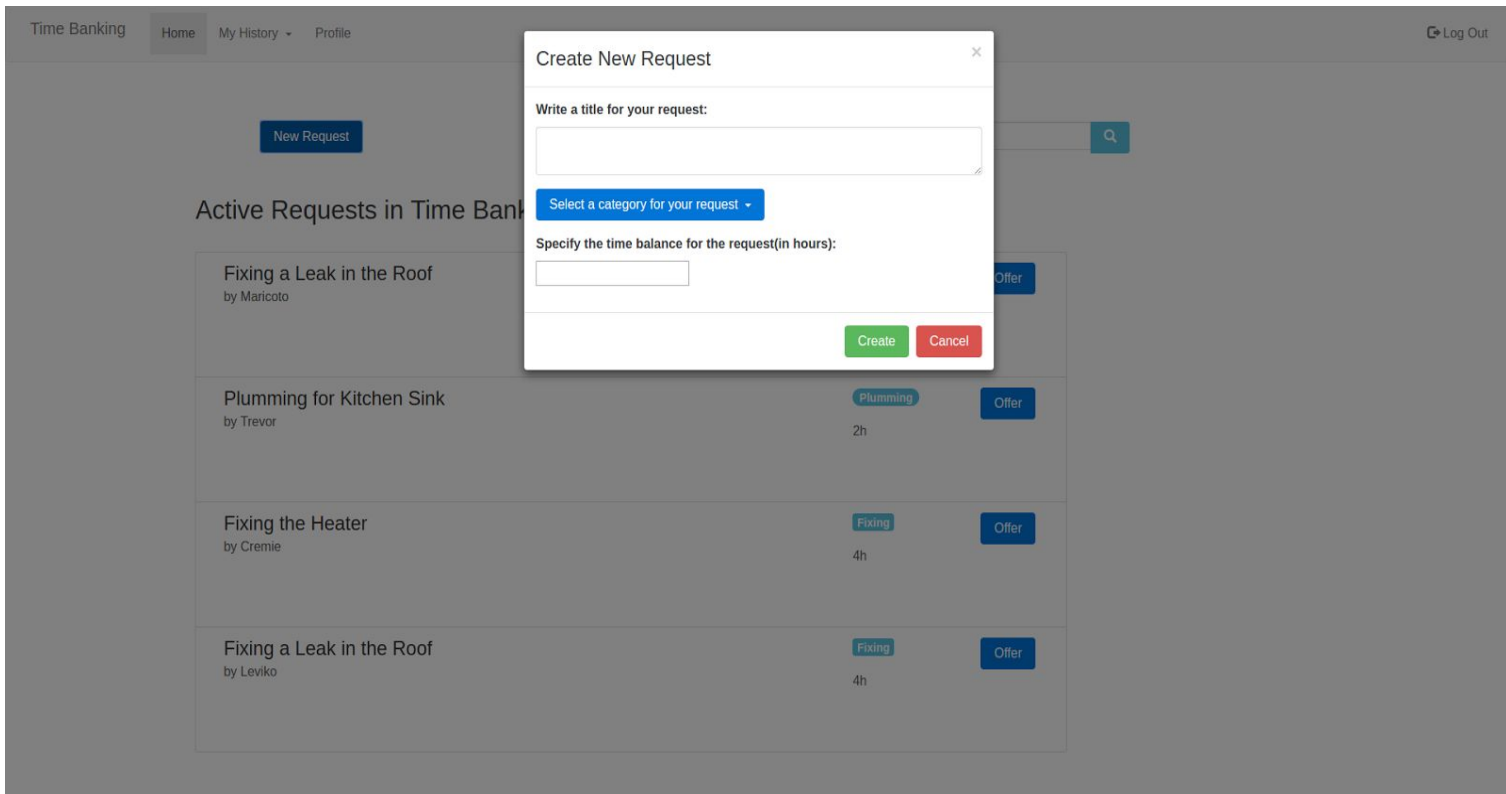 Time Banking Home My History Profile Log Out
Create New Request ×
Write a title for your request:
New Request
Select a category for your request
Active Requests in Time
Specify the time balance for the request(in hours):
Fixing a Leak in the Roof Offer
by Maricoto
Create Cancel
Plumming for Kitchen Sink Plumming Offer
by Trevor
2h
Fixing the Heater Fixing Offer
by Cremie
4h
Fixing a Leak in the Roof Fixing Offer
by Leviko
4h